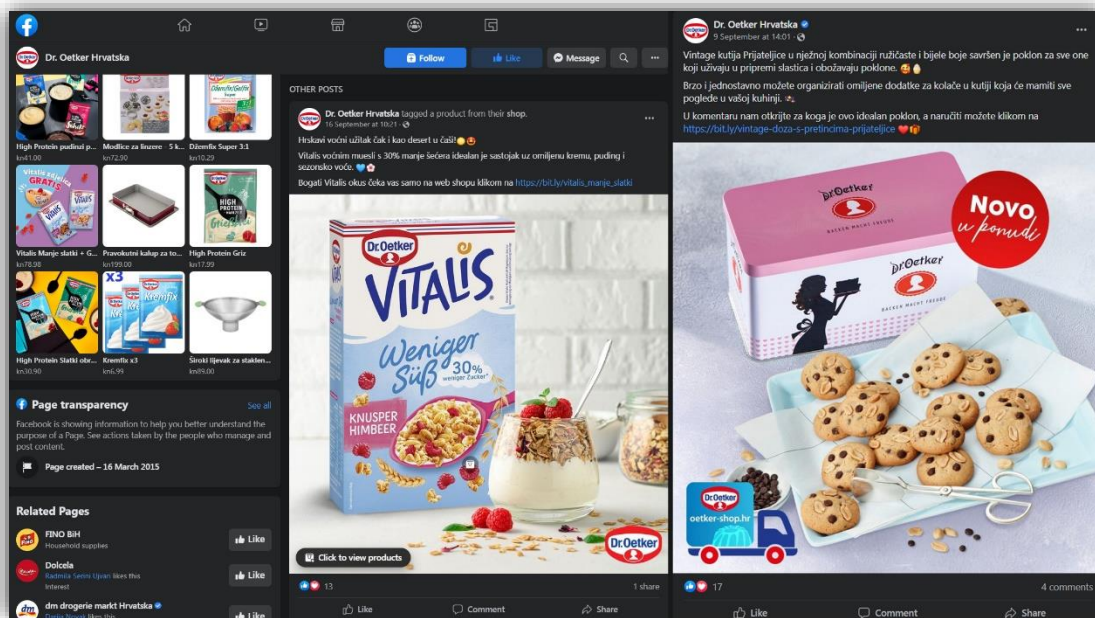 Dr. Oetker Hrvatska
Follow
Like
Message
High Protein pudinzi p...
kn41.00
Modlice za linzere - 5 k...
kn72.90
Džemfix Super 3:1
kn10.29
Vitalis Manje slatki + G...
kn78.98
Pravokutni kalup za to...
kn199.00
High Protein Griz
kn17.99
High Protein Slatki obr...
kn30.90
Kremfix x3
kn6.99
Široki lijevak za staklen...
kn89.00
Page transparency
See all
Facebook is showing information to help you better understand the
purpose of a Page. See actions taken by the people who manage and
post content.
Page created – 16 March 2015
Related Pages
FINO BiH
Household supplies
Like
Dolcela
Radmila Serini Ujvari likes this
Interest
Like
dm drogerie markt Hrvatska
Like
OTHER POSTS
Dr. Oetker Hrvatska tagged a product from their shop.
16 September at 10:21
Hrskavi voćni užitak čak i kao desert u čaši!
Vitalis voćnim muesli s 30% manje šećera idealan je sastojak uz omiljenu kremu, puding i
sezonsko voće.
Bogati Vitalis okus čeka vas samo na web shopu klikom na https://bit.ly/vitalis_manje_slatki
Dr.Oetker
VITALIS
Weniger
Süß
30%
weniger Zucker*
KNUSPER
HIMBEER
Dr.Oetker
Click to view products
13
1 share
Like
Comment
Share
Dr. Oetker Hrvatska
9 September at 14:01
Vintage kutija Prijateljice u nježnoj kombinaciji ružičaste i bijele boje savršen je poklon za sve one
koji uživaju u pripremi slastica i obožavaju poklone.
Brzo i jednostavno možete organizirati omiljene dodatke za kolače u kutiji koja će mamiti sve
poglede u vašoj kuhinji.
U komentaru nam otkrijte za koga je ovo idealan poklon, a naručiti možete klikom na
https://bit.ly/vintage-doza-s-pretincima-prijateljice
Dr.Oetker
BACKEN MACHT FREUDE
Novo
u ponudi
Dr.Oetker
BACKEN MACHT FREUDE
Dr.Oetker
oetker-shop.hr
17
4 comments
Like
Comment
Share